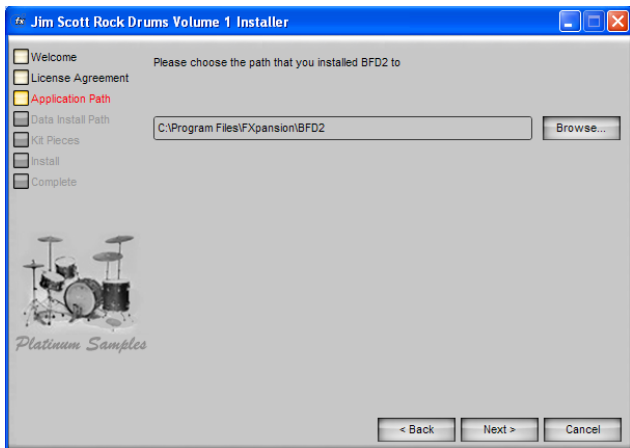 fx Jim Scott Rock Drums Volume 1 Installer
Welcome
License Agreement
Application Path
Data Install Path
Kit Pieces
Install
Complete
Please choose the path that you installed BFD2 to
C:\Program Files\FXpansion\BFD2
Browse...
Platinum Samples
< Back Next > Cancel